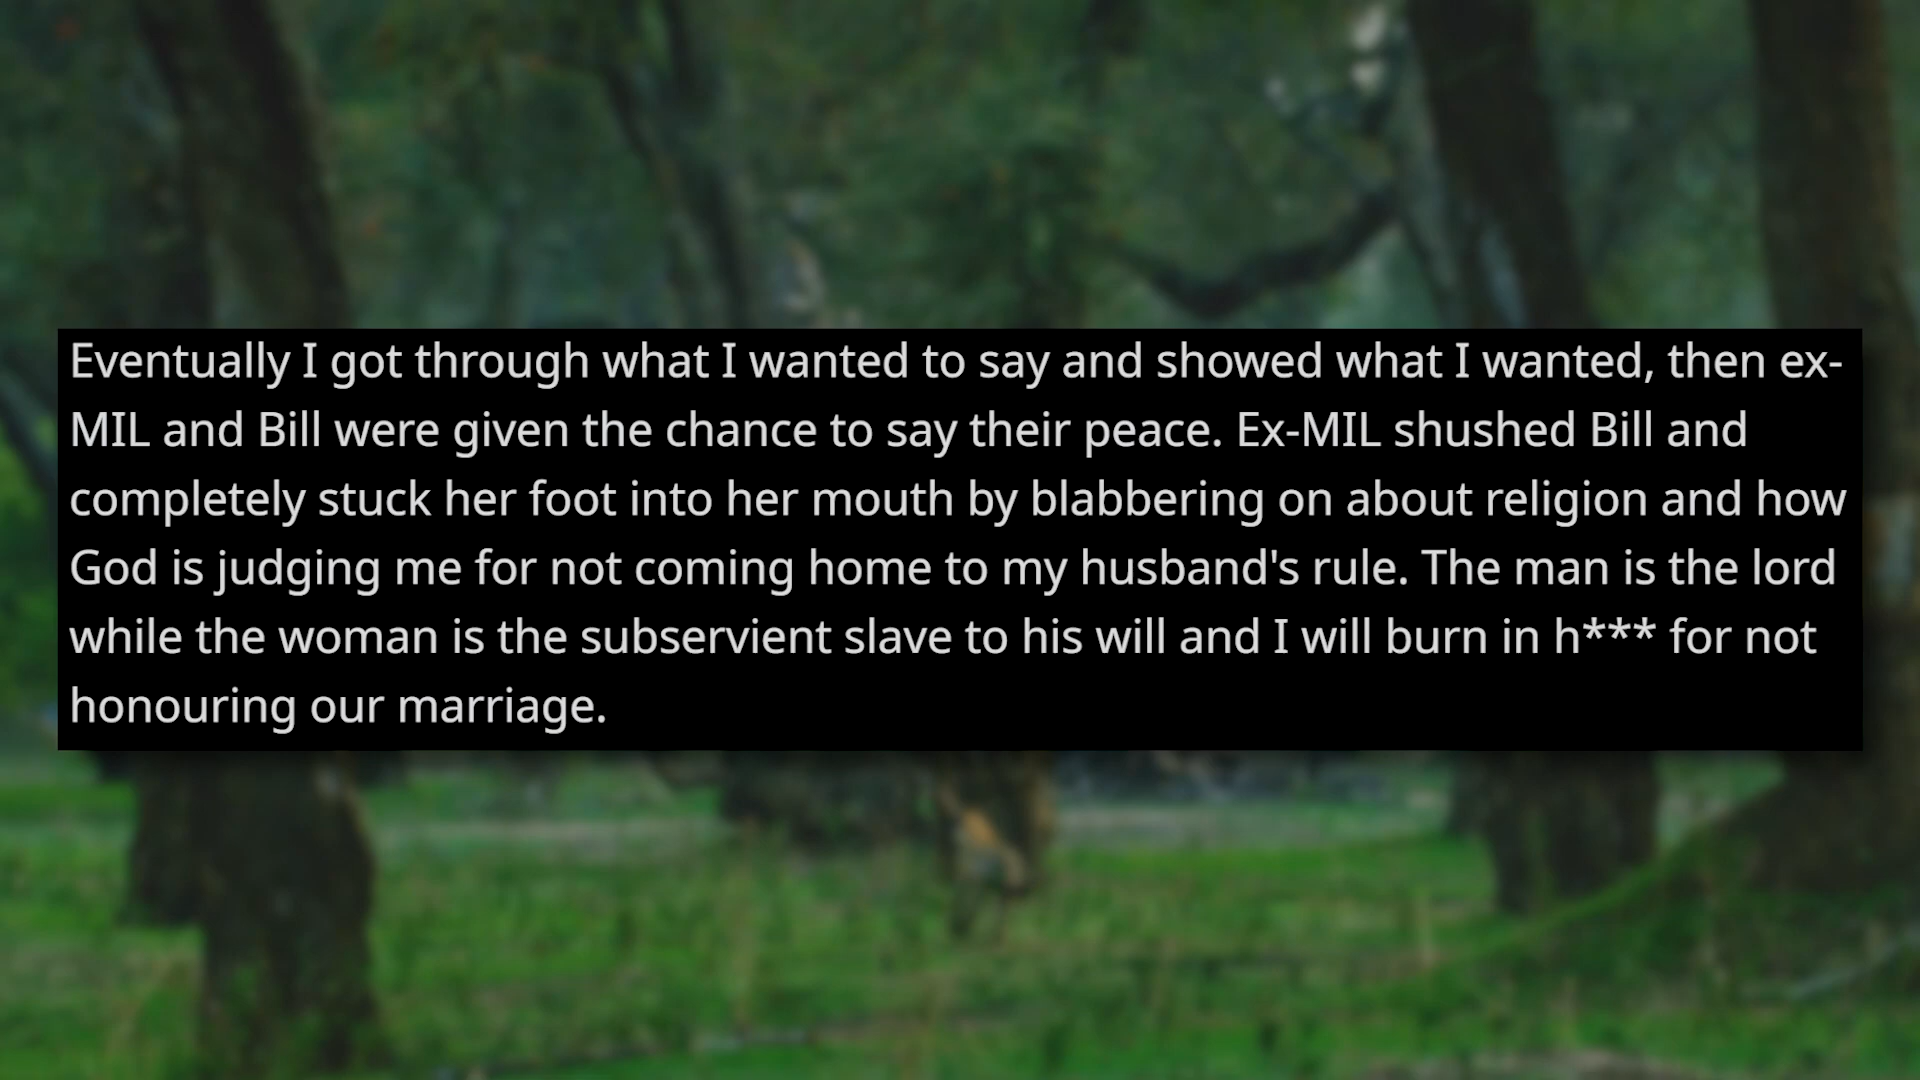 Eventually I got through what I wanted to say and showed what I wanted, then ex-
MIL and Bill were given the chance to say their peace. Ex-MIL shushed Bill and
completely stuck her foot into her mouth by blabbering on about religion and how
God is judging me for not coming home to my husband's rule. The man is the lord
while the woman is the subservient slave to his will and I will burn in h*** for not
honouring our marriage.